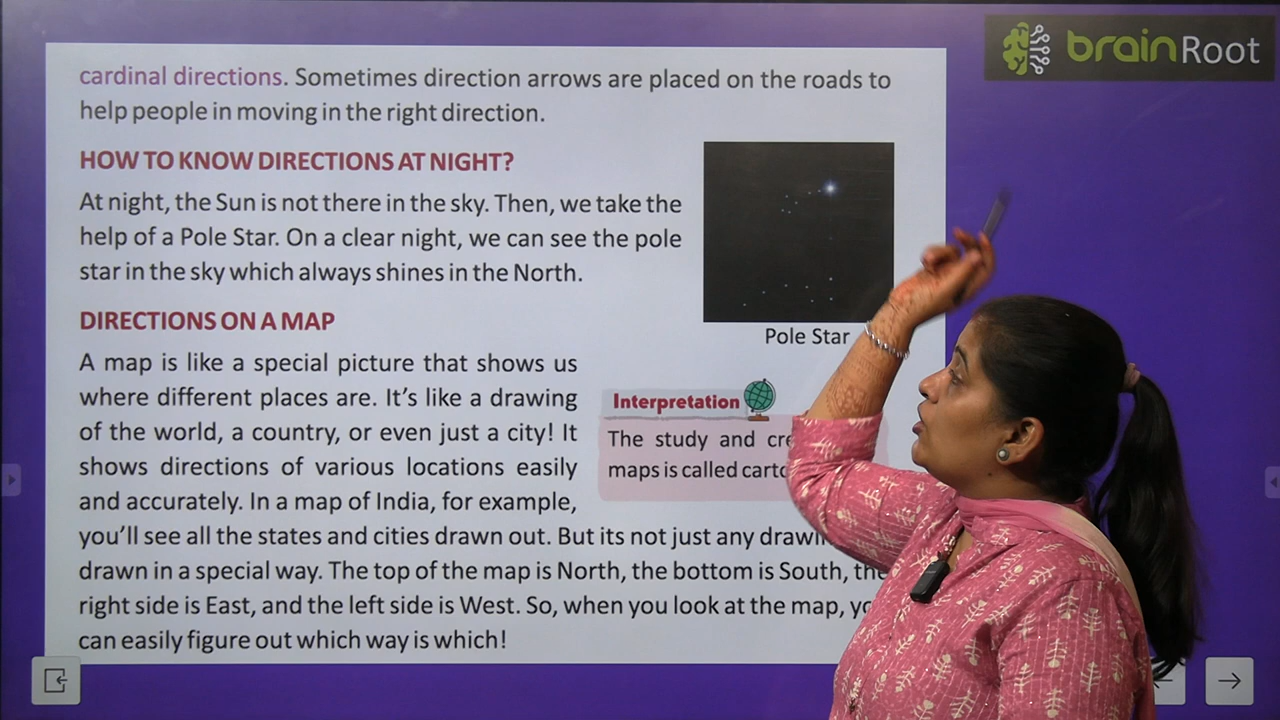 brainRoot
cardinal directions. Sometimes direction arrows are placed on the roads to
help people in moving in the right direction.
HOW TO KNOW DIRECTIONS AT NIGHT?
At night, the Sun is not there in the sky. Then, we take the
help of a Pole Star. On a clear night, we can see the pole
star in the sky which always shines in the North.
Pole Star
DIRECTIONS ON A MAP
A map is like a special picture that shows us
where different places are. It's like a drawing
of the world, a country, or even just a city! It
shows directions of various locations easily
and accurately. In a map of India, for example,
Interpretation
The study and
maps is called
you'll see all the states and cities drawn out. But its not just any
drawn in a special way. The top of the map is North, the bottom is South, the
right side is East, and the left side is West. So, when you look at the map,
can easily figure out which way is which!